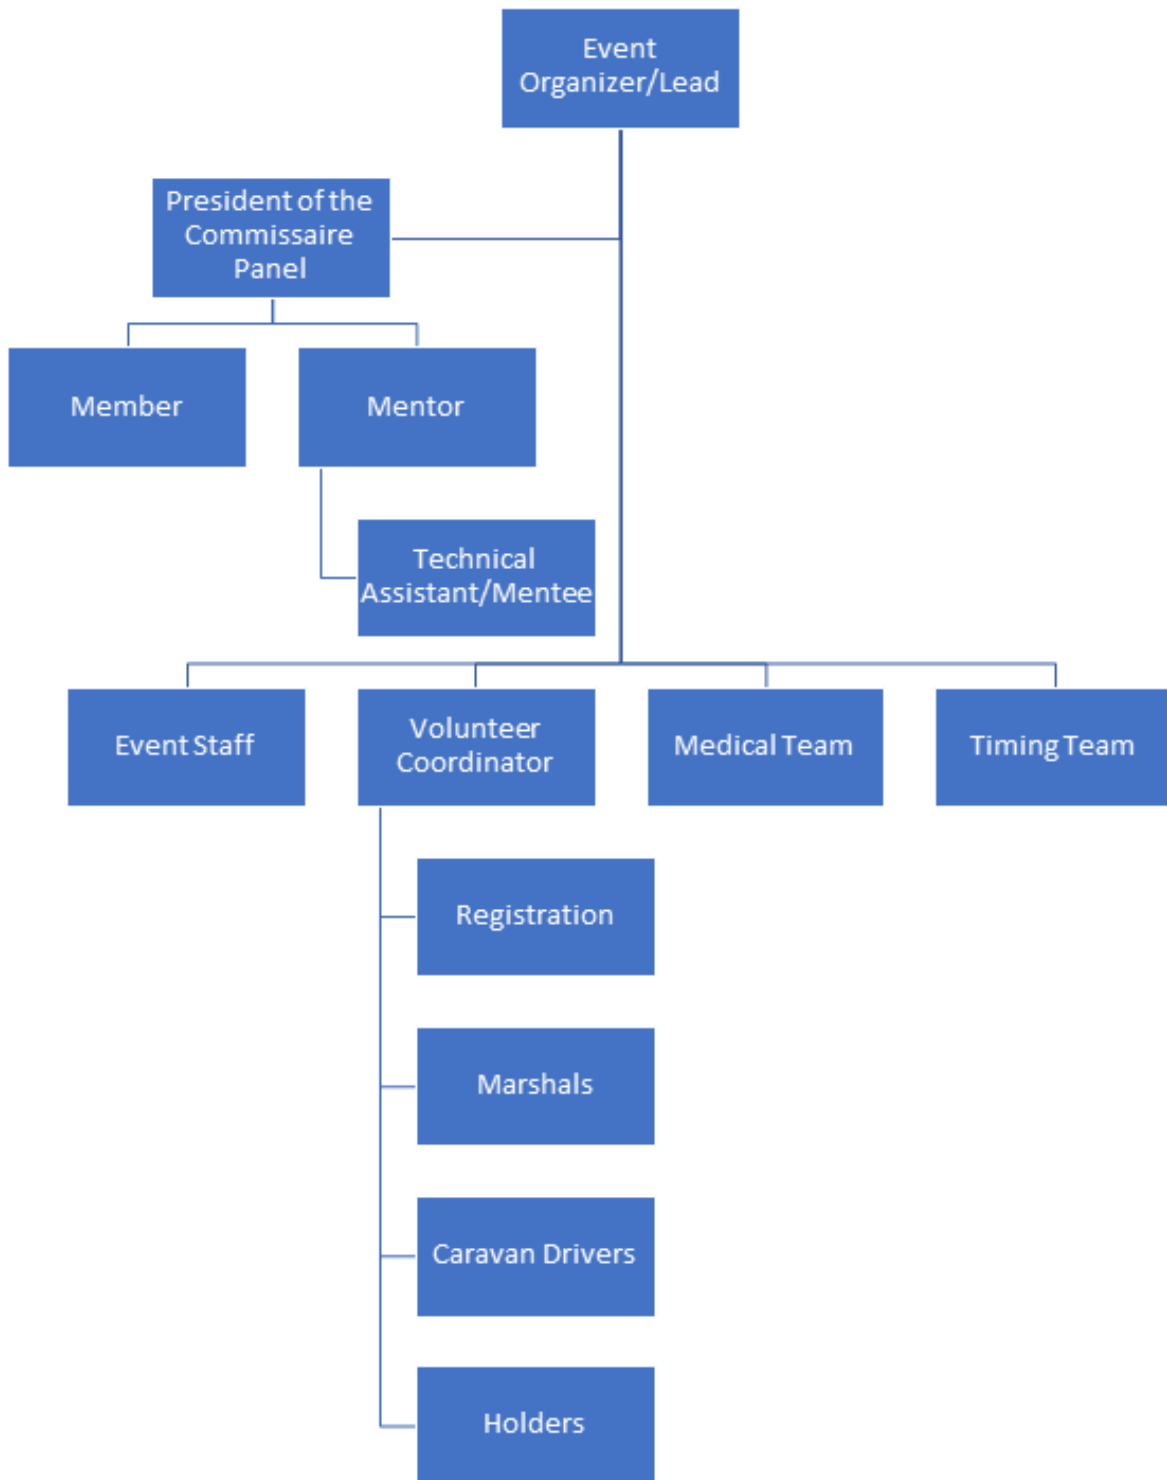 Event
Organizer/Lead
President of the
Commissaire
Panel
Member
Mentor
Technical
Assistant/Mentee
Event Staff
Volunteer
Coordinator
Medical Team
Timing Team
Registration
Marshals
Caravan Drivers
Holders